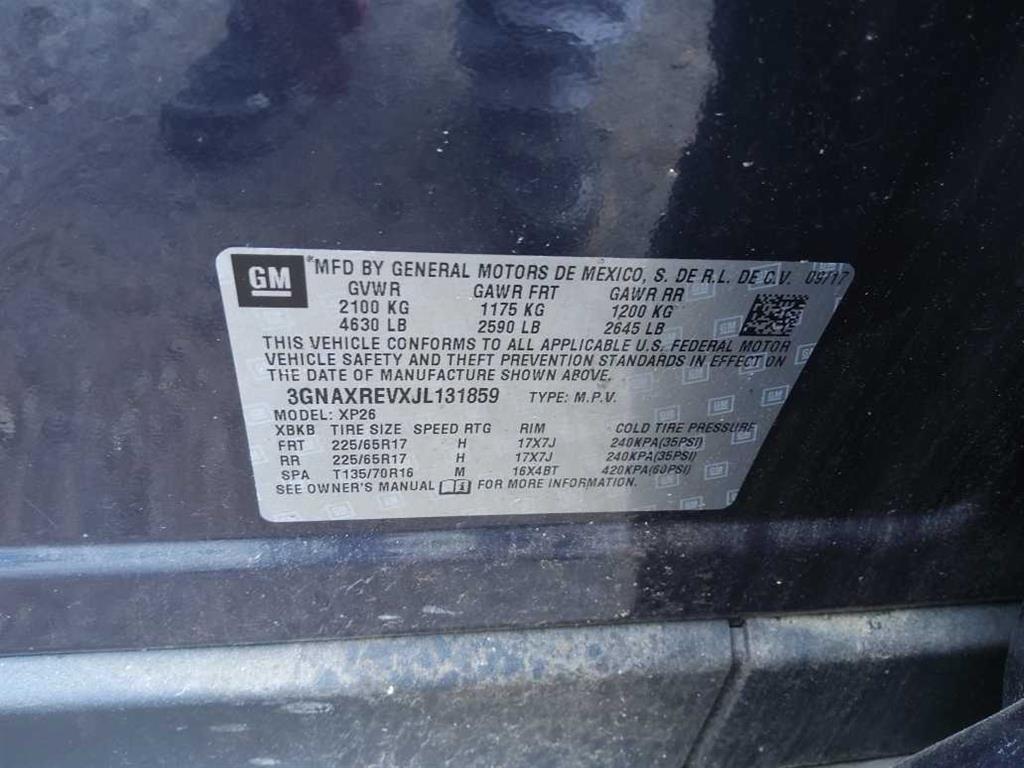 GM *MFD BY GENERAL MOTORS DE MEXICO, S. DE R.L. DE C.V. 09/17
GVWR GAWR FRT GAWR RR
2100 KG 1175 KG 1200 KG
4630 LB 2590 LB 2645 LB
THIS VEHICLE CONFORMS TO ALL APPLICABLE U.S. FEDERAL MOTOR
VEHICLE SAFETY AND THEFT PREVENTION STANDARDS IN EFFECT ON
THE DATE OF MANUFACTURE SHOWN ABOVE.
3GNAXREVXJL131859 TYPE: M.P.V.
MODEL: XP26
XBKB TIRE SIZE SPEED RTG RIM COLD TIRE PRESSURE
FRT 225/65R17 H 17X7J 240KPA(35PSI)
RR 225/65R17 H 17X7J 240KPA(35PSI)
SPA T135/70R16 M 16X4BT 420KPA(60PSI)
SEE OWNER'S MANUAL FOR MORE INFORMATION.